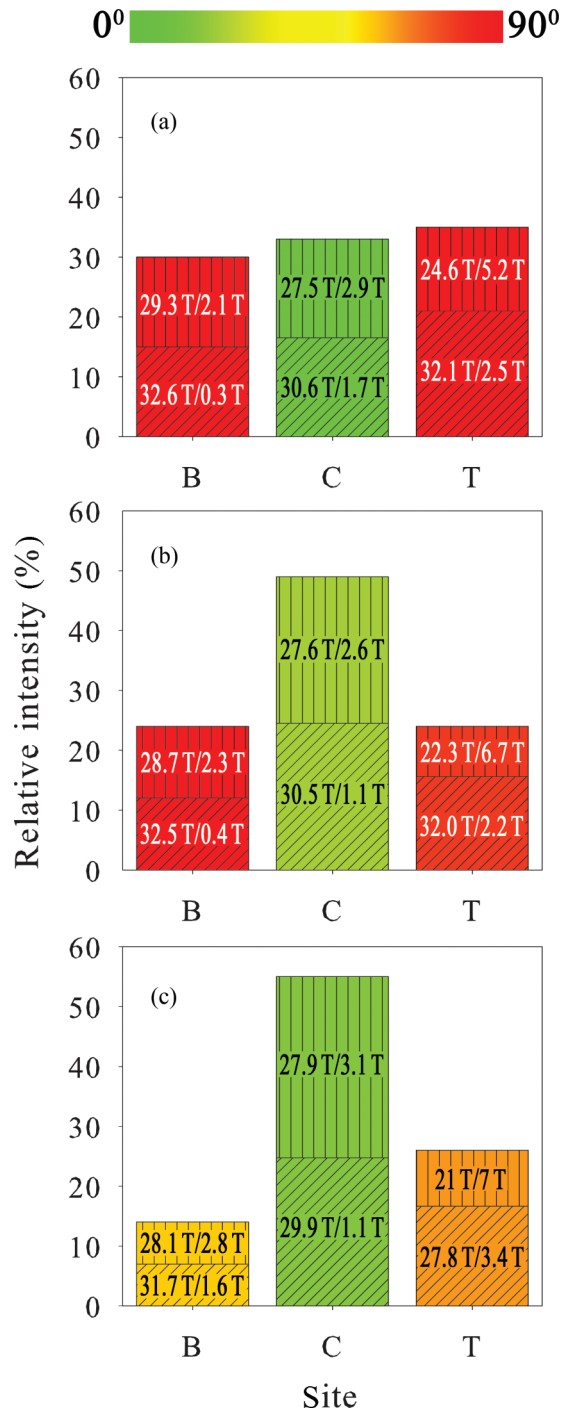 0⁰ 90⁰
60
(a)
50
40
30
24.6 T/5.2 T
27.5 T/2.9 T
29.3 T/2.1 T
20
32.1 T/2.5 T
10
30.6 T/1.7 T
32.6 T/0.3 T
0
B C T
60
(b)
50
40
27.6 T/2.6 T
30
20
22.3 T/6.7 T
28.7 T/2.3 T
30.5 T/1.1 T
10
32.0 T/2.2 T
32.5 T/0.4 T
0
B C T
Relative intensity (%)
60
(c)
50
40
27.9 T/3.1 T
30
20
21 T/7 T
29.9 T/1.1 T
10
28.1 T/2.8 T
27.8 T/3.4 T
31.7 T/1.6 T
0
B C T
Site